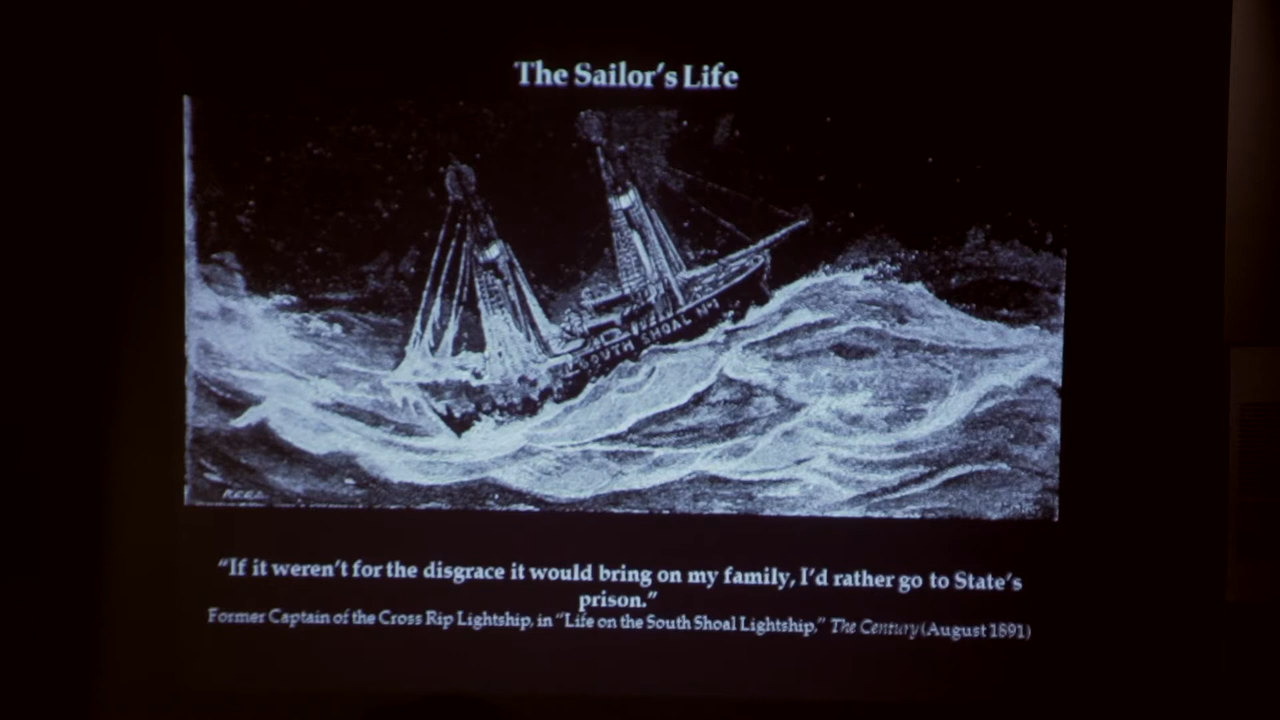 The Sailor's Life
SOUTH SHOAL Nº1
"If it weren't for the disgrace it would bring on my family, I'd rather go to State's
prison."
Former Captain of the Cross Rip Lightship, in "Life on the South Shoal Lightship," The Century (August 1891)